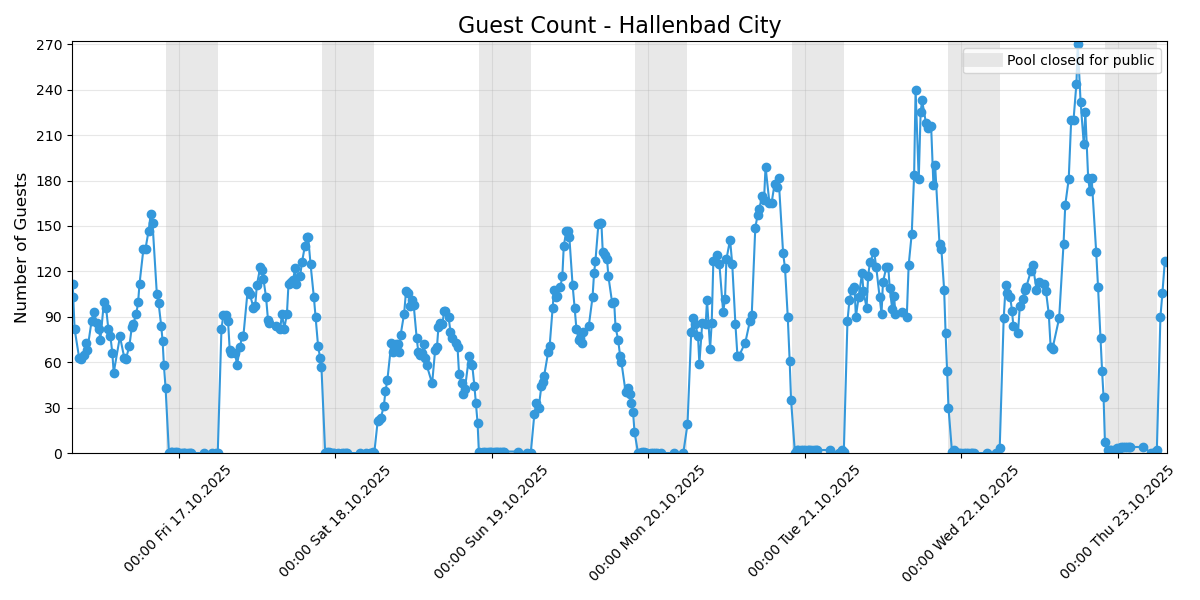 Guest Count - Hallenbad City
Pool closed for public
Number of Guests
270
240
210
180
150
120
90
60
30
0
00:00 Fri 17.10.2025
00:00 Sat 18.10.2025
00:00 Sun 19.10.2025
00:00 Mon 20.10.2025
00:00 Tue 21.10.2025
00:00 Wed 22.10.2025
00:00 Thu 23.10.2025